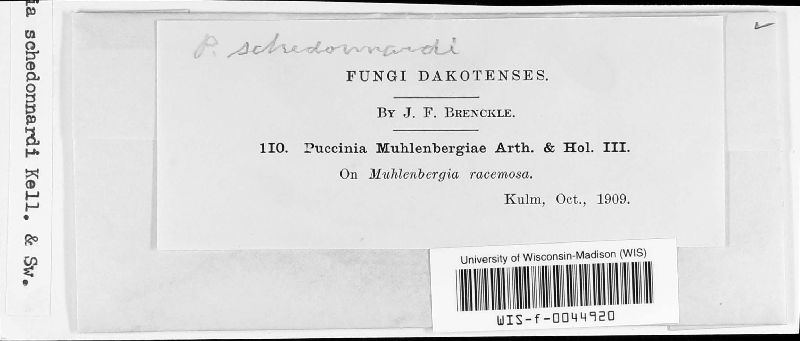 ia schedonnardi Kell. & Sw.
P. schedonnardi
FUNGI DAKOTENSES.
BY J. F. BRENCKLE.
110. Puccinia Muhlenbergiae Arth. & Hol. III.
On Muhlenbergia racemosa.
Kulm, Oct., 1909.
University of Wisconsin-Madison (WIS)
WIS-f-0044920